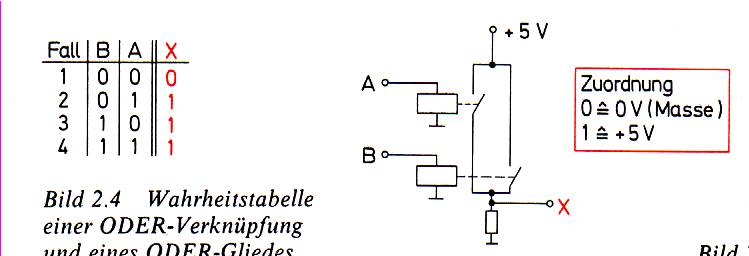 Fall B A X
1 0 0 0
2 0 1 1
3 1 0 1
4 1 1 1
Bild 2.4 Wahrheitstabelle
einer ODER-Verknüpfung
und eines ODER-Gliedes
+ 5 V
A
B
X
Zuordnung
0 ≙ 0 V (Masse)
1 ≙ + 5 V
Bild